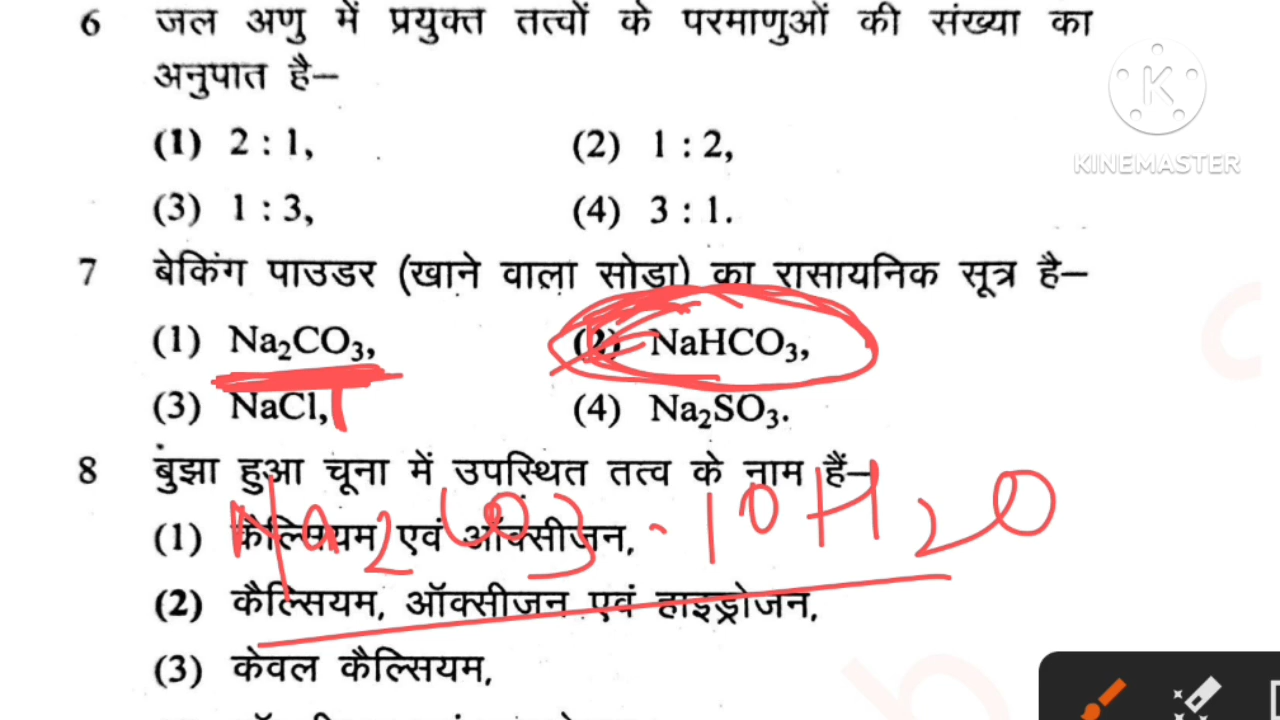 6 जल अणु में प्रयुक्त तत्वों के परमाणुओं की संख्या का
अनुपात है–
(1) 2 : 1, (2) 1 : 2,
(3) 1 : 3, (4) 3 : 1.
7 बेकिंग पाउडर (खाने वाला सोडा) का रासायनिक सूत्र है–
(1) Na₂CO₃, (2) NaHCO₃,
(3) NaCl, (4) Na₂SO₃.
8 बुंझा हुआ चूना में उपस्थित तत्व के नाम हैं–
Na₂CO₃·10H₂O
(1) कैल्सियम एवं ऑक्सीजन,
(2) कैल्सियम, ऑक्सीजन एवं हाइड्रोजन,
(3) केवल कैल्सियम,
K
KINEMASTER